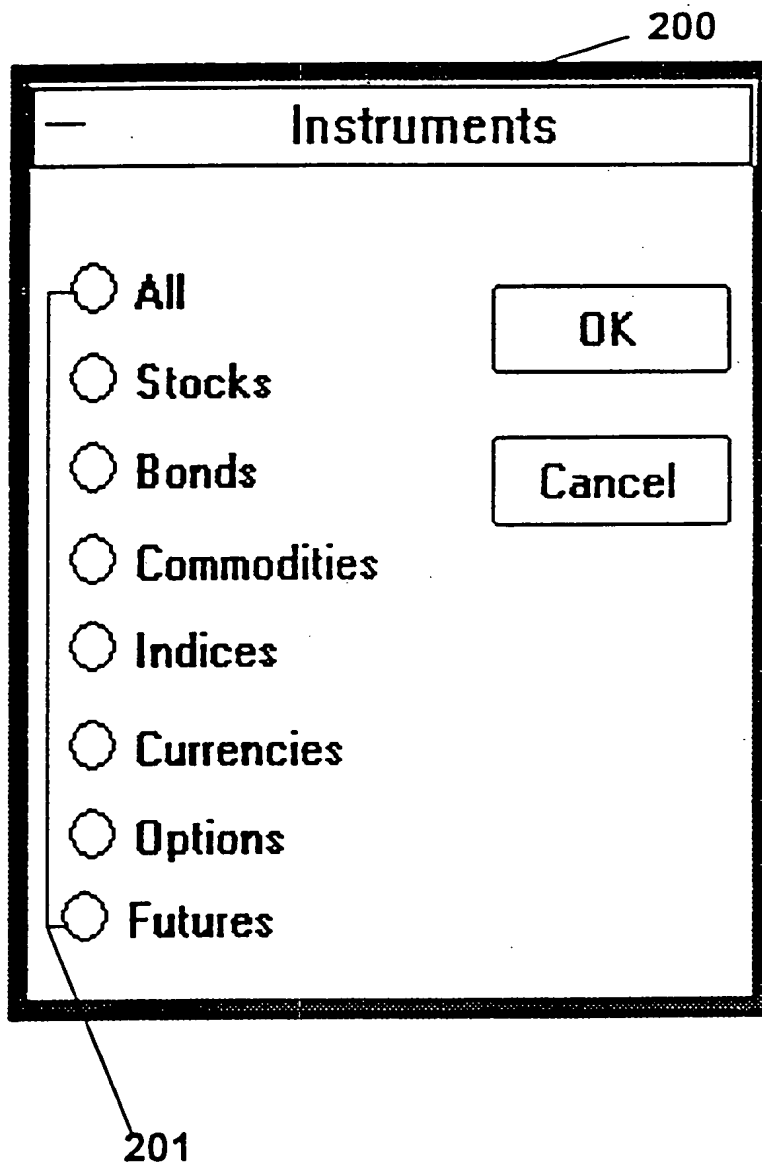 200
Instruments
All
OK
Stocks
Bonds
Cancel
Commodities
Indices
Currencies
Options
Futures
201